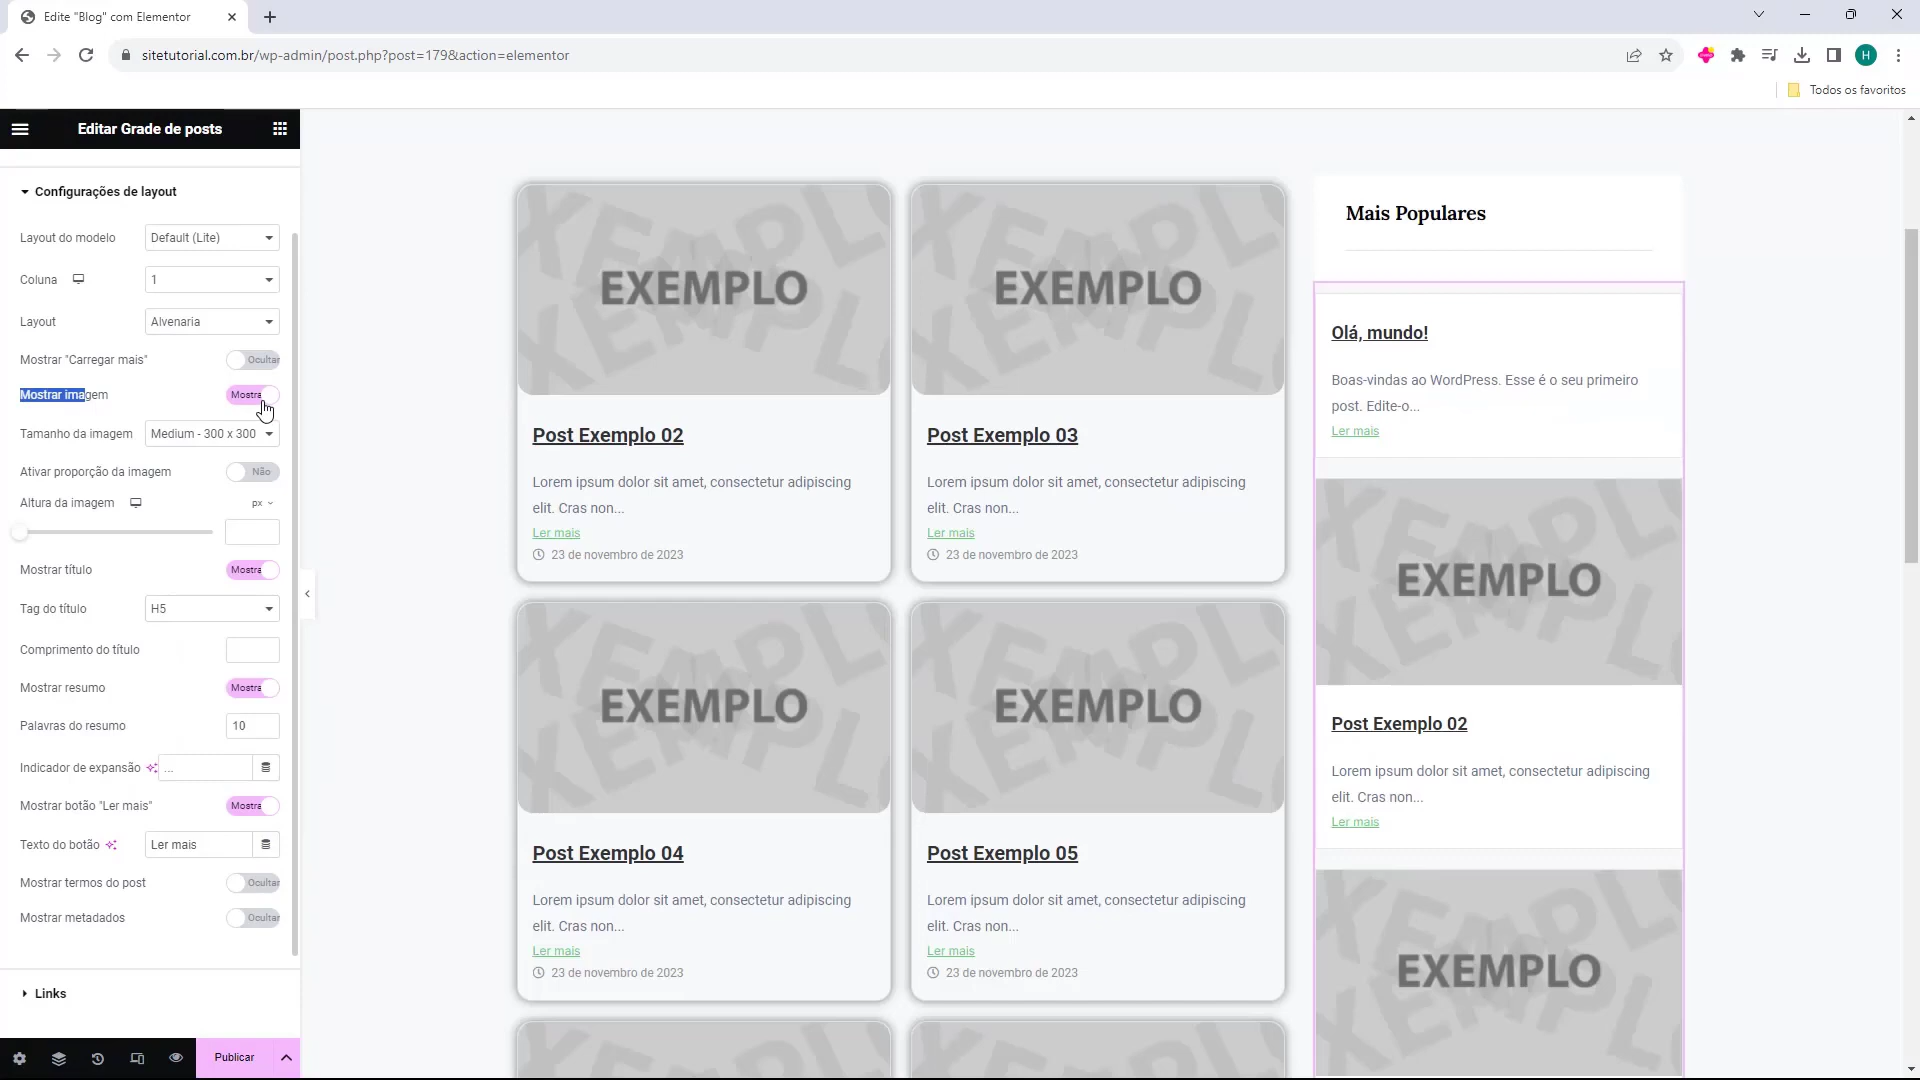 Edite "Blog" com Elementor
sitetutorial.com.br/wp-admin/post.php?post=179&action=elementor
H
Todos os favoritos
Editar Grade de posts
Configurações de layout
Layout do modelo
Default (Lite)
Coluna
1
Layout
Alvenaria
Mostrar "Carregar mais"
Ocultar
Mostrar imagem
Mostra
Tamanho da imagem
Medium - 300 x 300
Ativar proporção da imagem
Não
Altura da imagem
px
Mostrar título
Mostra
Tag do título
H5
Comprimento do título
Mostrar resumo
Mostra
Palavras do resumo
10
Indicador de expansão
...
Mostrar botão "Ler mais"
Mostra
Texto do botão
Ler mais
Mostrar termos do post
Ocultar
Mostrar metadados
Ocultar
Links
Publicar
EXEMPLO
Post Exemplo 02
Lorem ipsum dolor sit amet, consectetur adipiscing
elit. Cras non...
Ler mais
23 de novembro de 2023
EXEMPLO
Post Exemplo 03
Lorem ipsum dolor sit amet, consectetur adipiscing
elit. Cras non...
Ler mais
23 de novembro de 2023
EXEMPLO
Post Exemplo 04
Lorem ipsum dolor sit amet, consectetur adipiscing
elit. Cras non...
Ler mais
23 de novembro de 2023
EXEMPLO
Post Exemplo 05
Lorem ipsum dolor sit amet, consectetur adipiscing
elit. Cras non...
Ler mais
23 de novembro de 2023
Mais Populares
Olá, mundo!
Boas-vindas ao WordPress. Esse é o seu primeiro
post. Edite-o...
Ler mais
EXEMPLO
Post Exemplo 02
Lorem ipsum dolor sit amet, consectetur adipiscing
elit. Cras non...
Ler mais
EXEMPLO